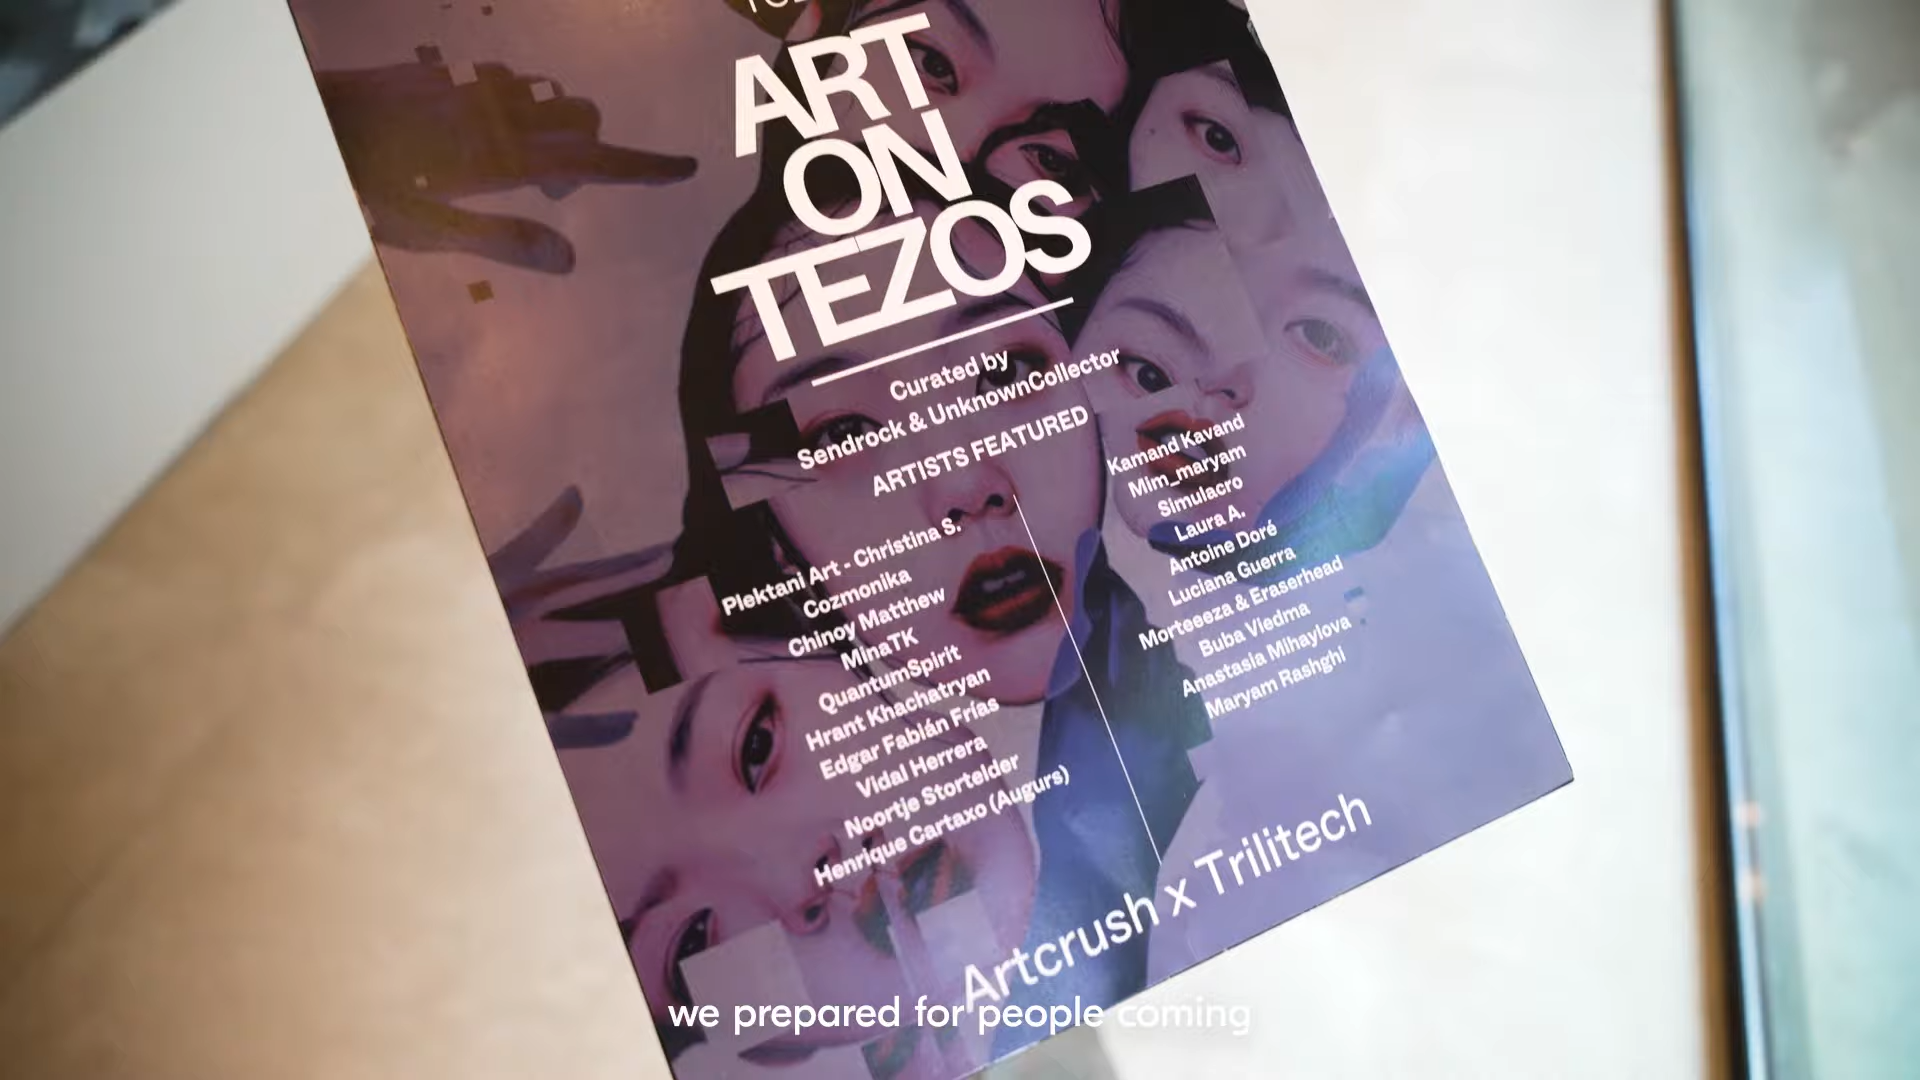 ART
ON
TEZOS
Curated by
Sendrock & UnknownCollector
ARTISTS FEATURED
Plektani Art - Christina S.
Cozmonika
Chinoy Matthew
MinaTK
QuantumSpirit
Hrant Khachatryan
Edgar Fabián Frías
Vidal Herrera
Noortje Stortelder
Henrique Cartaxo (Augurs)
Kamand Kavand
Mim_maryam
Simulacro
Laura A.
Antoine Doré
Luciana Guerra
Morteeeza & Eraserhead
Buba Viedma
Anastasia Mihaylova
Maryam Rashghi
Artcrush x Trilitech
we prepared for people coming